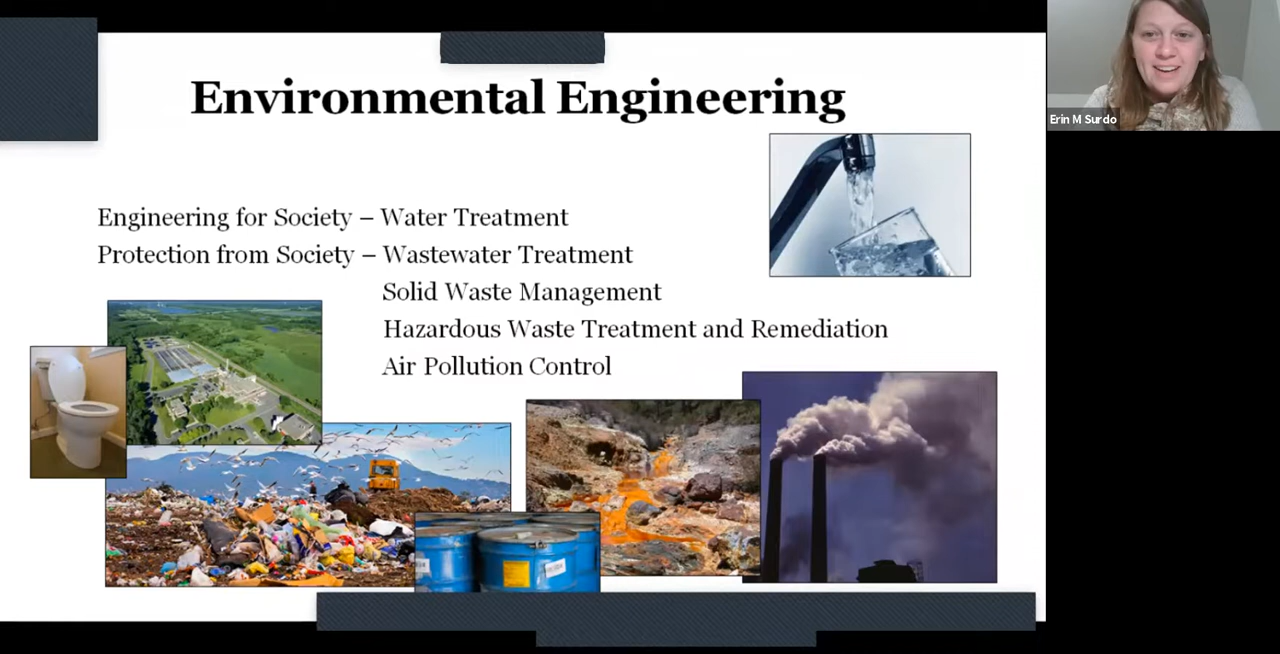 Environmental Engineering
Erin M Surdo
Engineering for Society – Water Treatment
Protection from Society – Wastewater Treatment
Solid Waste Management
Hazardous Waste Treatment and Remediation
Air Pollution Control